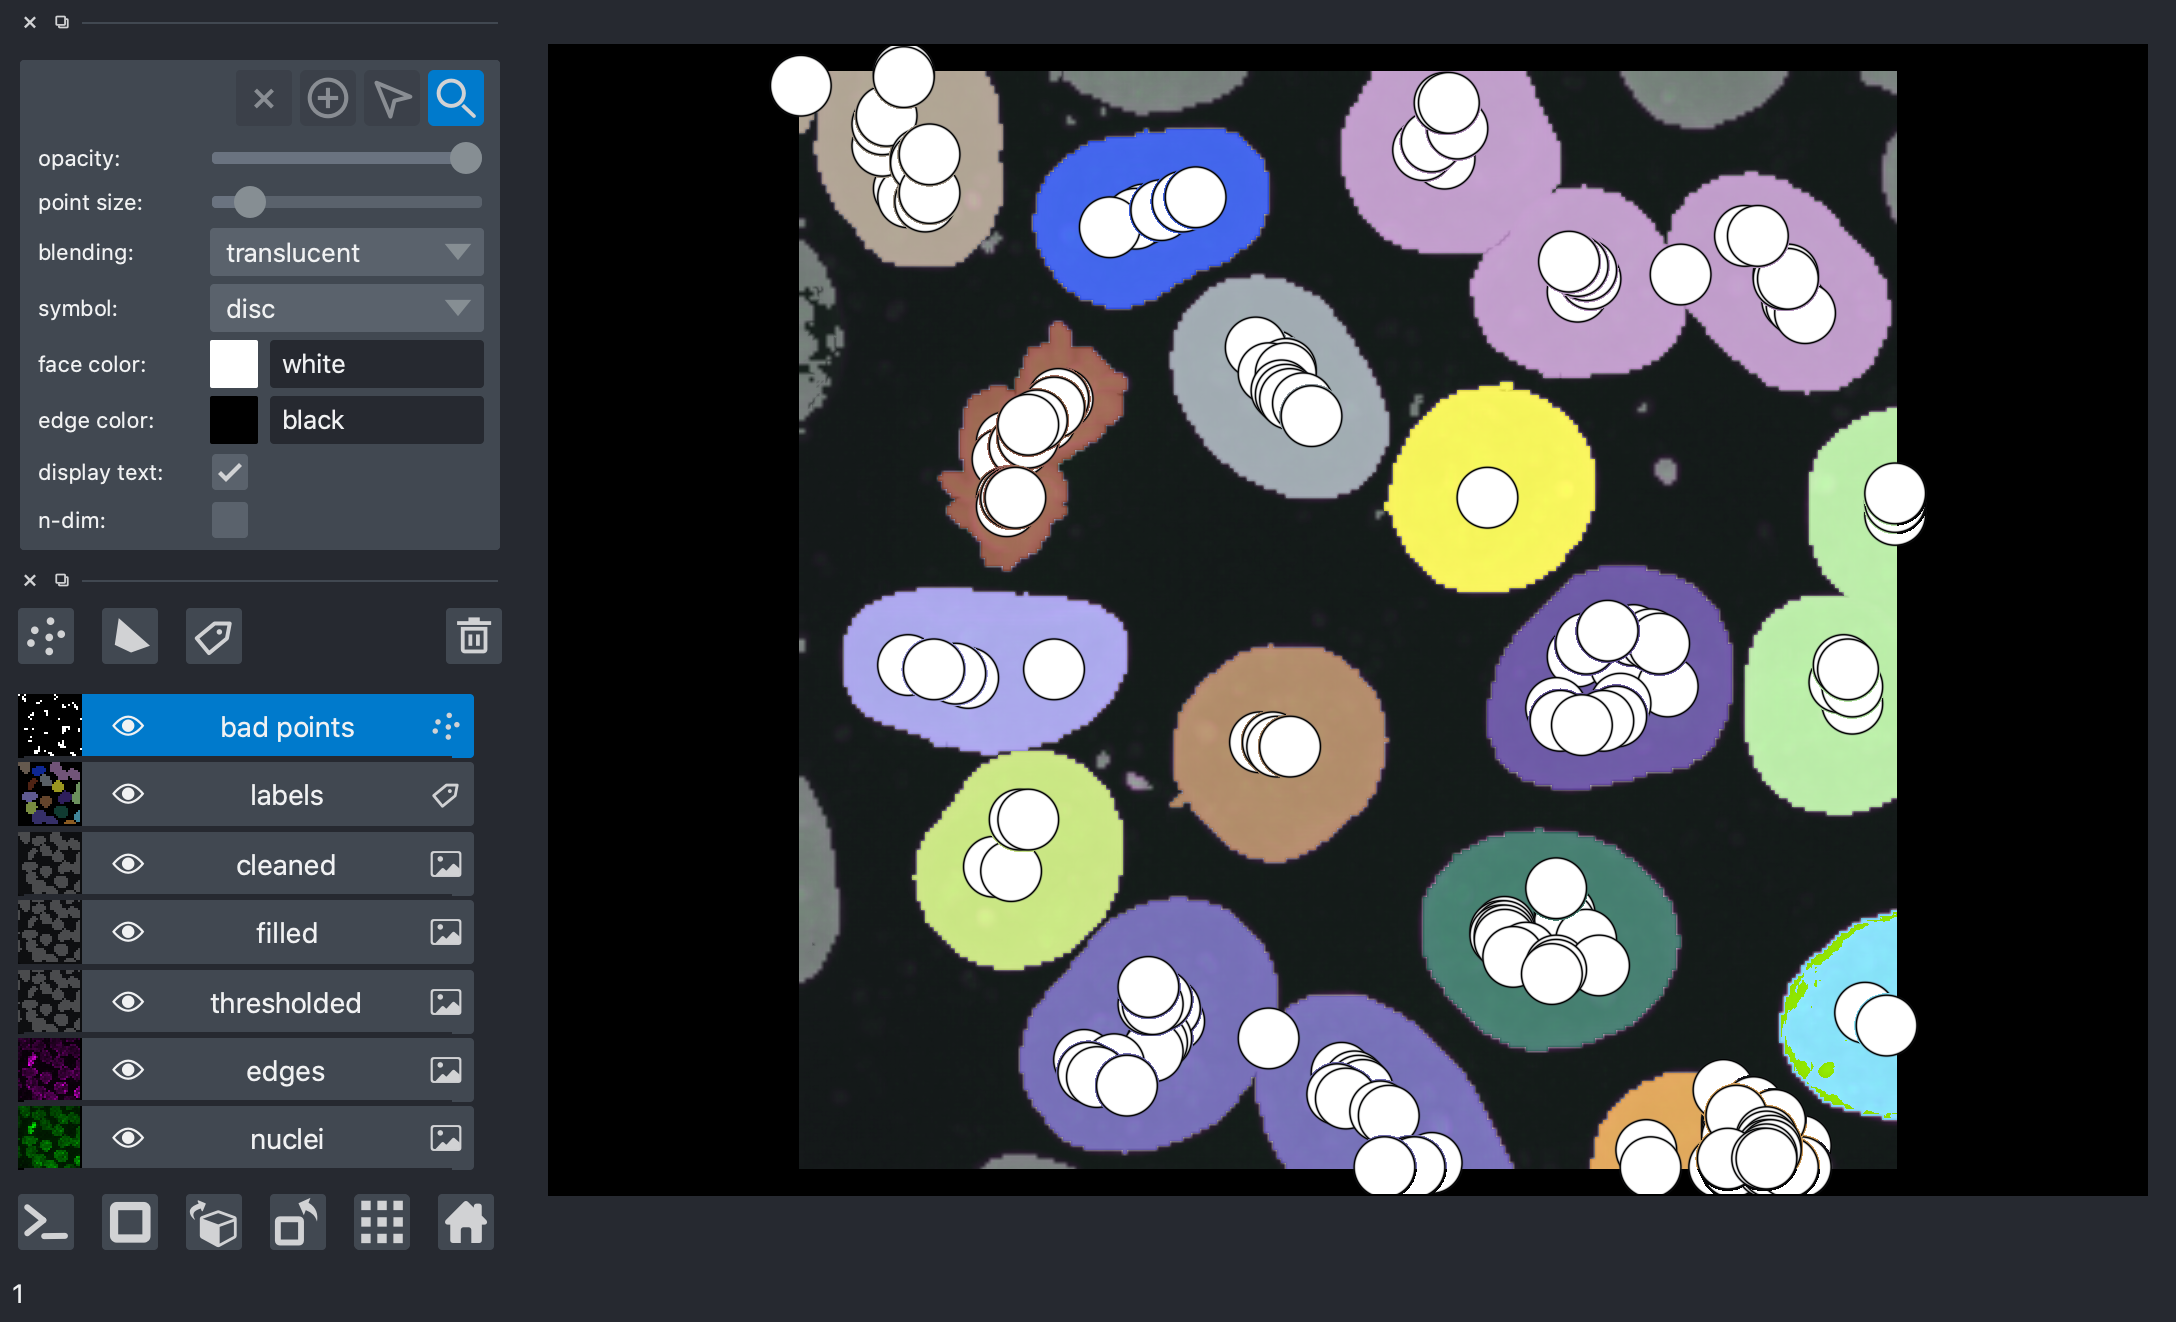 opacity:
point size:
blending: translucent
symbol: disc
face color: white
edge color: black
display text:
n-dim:
bad points
labels
cleaned
filled
thresholded
edges
nuclei
1